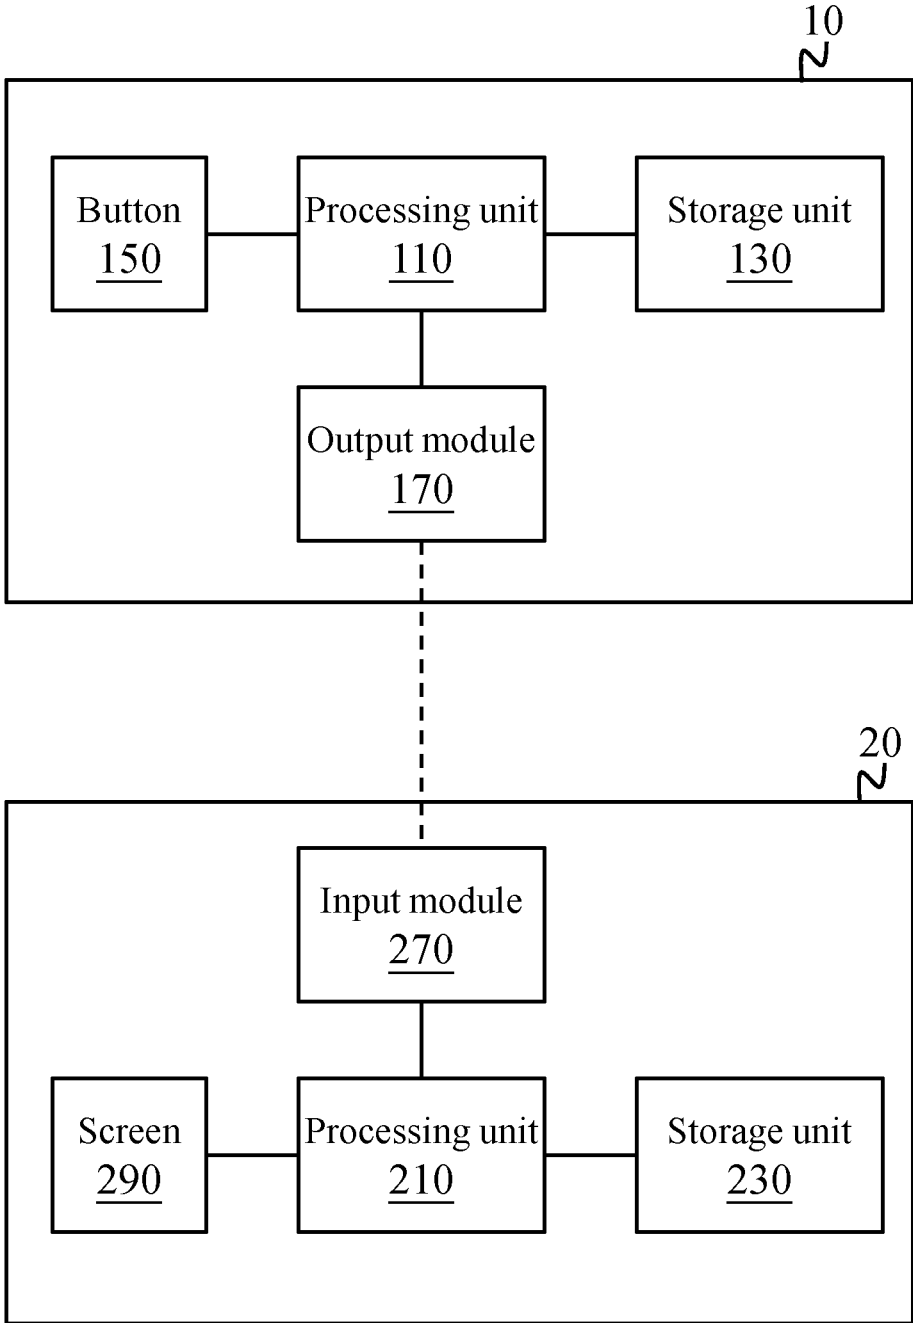 10
Button
150
Processing unit
110
Storage unit
130
Output module
170
20
Input module
270
Screen
290
Processing unit
210
Storage unit
230